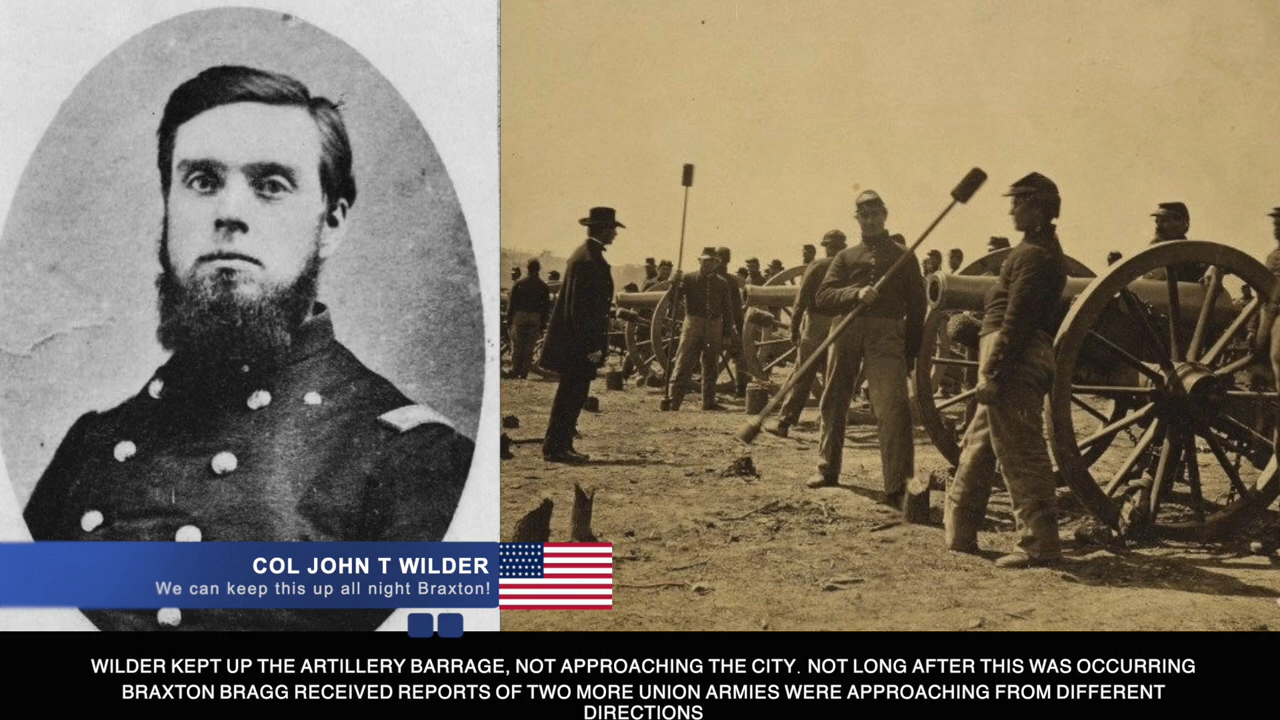 COL JOHN T WILDER
We can keep this up all night Braxton!
WILDER KEPT UP THE ARTILLERY BARRAGE, NOT APPROACHING THE CITY. NOT LONG AFTER THIS WAS OCCURRING
BRAXTON BRAGG RECEIVED REPORTS OF TWO MORE UNION ARMIES WERE APPROACHING FROM DIFFERENT
DIRECTIONS